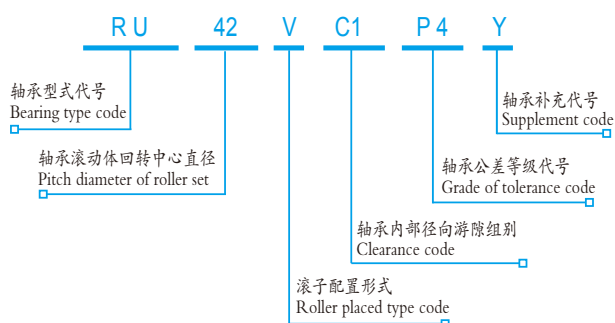 RU 42 V C1 P4 Y
轴承型式代号
Bearing type code
轴承补充代号
Supplement code
轴承滚动体回转中心直径
Pitch diameter of roller set
轴承公差等级代号
Grade of tolerance code
轴承内部径向游隙组别
Clearance code
滚子配置形式
Roller placed type code